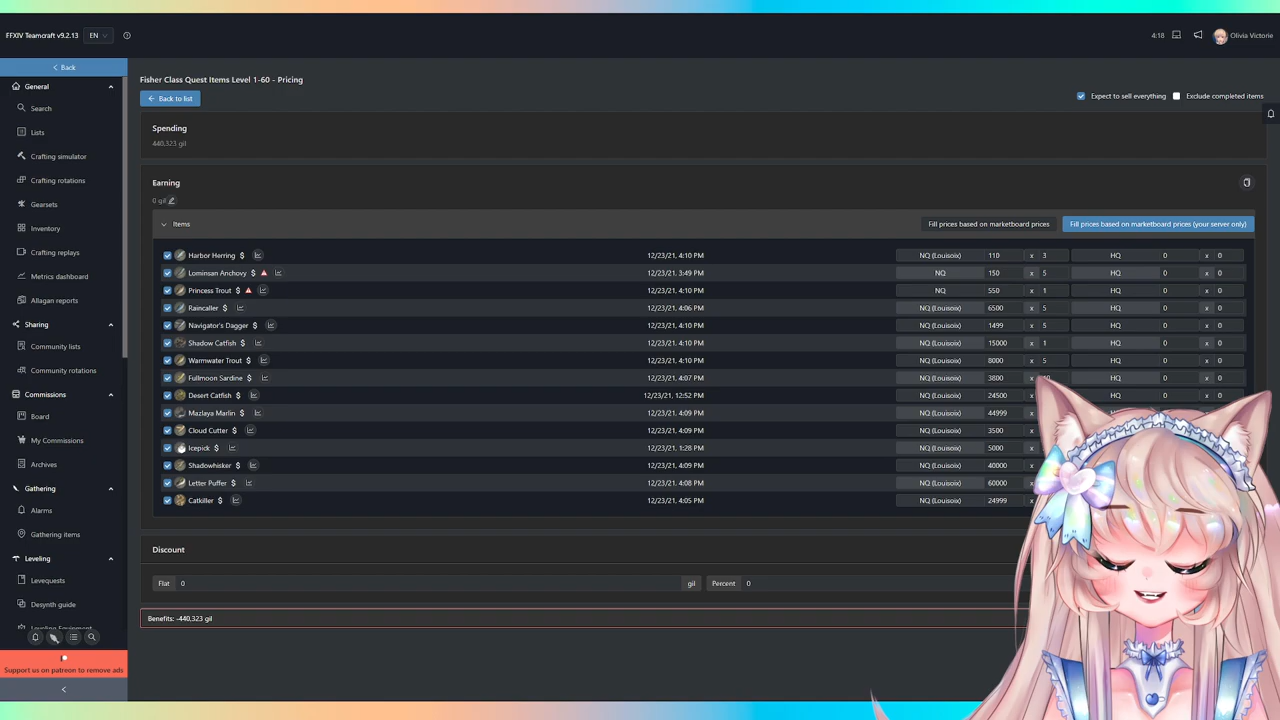 FFXIV Teamcraft v9.2.13 EN 4:18 Olivia Victorie
Back
General
Search
Lists
Crafting simulator
Crafting rotations
Gearsets
Inventory
Crafting replays
Metrics dashboard
Allagan reports
Sharing
Community lists
Community rotations
Commissions
Board
My Commissions
Archives
Gathering
Alarms
Gathering items
Leveling
Levequests
Desynth guide
Support us on patreon to remove ads
Fisher Class Quest Items Level 1-60 - Pricing
Back to list Expect to sell everything Exclude completed items
Spending
440,323 gil
Earning
0 gil
Items Fill prices based on marketboard prices Fill prices based on marketboard prices (your server only)
Harbor Herring $ 12/23/21, 4:10 PM NQ (Louisoix) 110 x 3 HQ 0 x 0
Lominsan Anchovy $ 12/23/21, 3:49 PM NQ 150 x 5 HQ 0 x 0
Princess Trout $ 12/23/21, 4:10 PM NQ 550 x 1 HQ 0 x 0
Raincaller $ 12/23/21, 4:06 PM NQ (Louisoix) 6500 x 5 HQ 0 x 0
Navigator's Dagger $ 12/23/21, 4:10 PM NQ (Louisoix) 1499 x 5 HQ 0 x 0
Shadow Catfish $ 12/23/21, 4:10 PM NQ (Louisoix) 15000 x 1 HQ 0 x 0
Warmwater Trout $ 12/23/21, 4:10 PM NQ (Louisoix) 8000 x 5 HQ 0 x 0
Fullmoon Sardine $ 12/23/21, 4:07 PM NQ (Louisoix) 3800 x HQ 0 x 0
Desert Catfish $ 12/23/21, 12:52 PM NQ (Louisoix) 24500 HQ 0 x 0
Mazlaya Marlin $ 12/23/21, 4:09 PM NQ (Louisoix) 44999 HQ 0
Cloud Cutter $ 12/23/21, 4:09 PM NQ (Louisoix) 3500
Icepick $ 12/23/21, 1:28 PM NQ (Louisoix) 5000
Shadowhisker $ 12/23/21, 4:09 PM NQ (Louisoix) 40000
Letter Puffer $ 12/23/21, 4:08 PM NQ (Louisoix) 60000
Catkiller $ 12/23/21, 4:05 PM NQ (Louisoix) 24999
Discount
Flat 0 gil Percent 0
Benefits: -440,323 gil